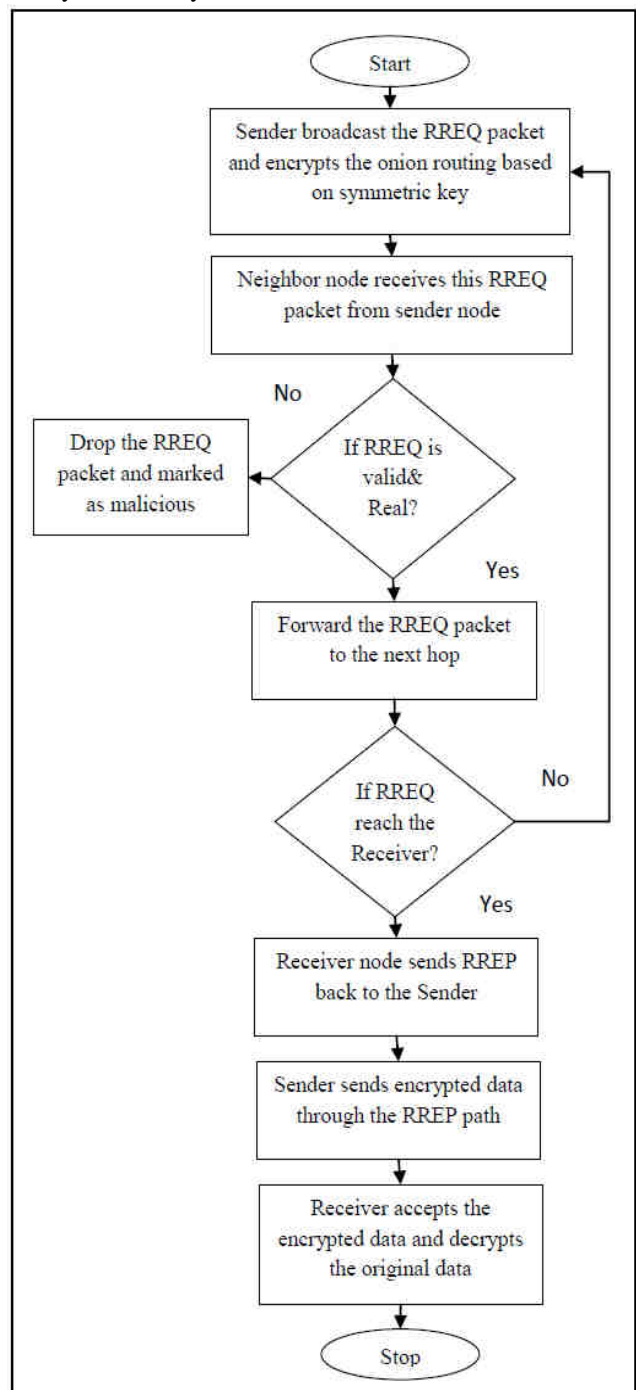 Start
Sender broadcast the RREQ packet
and encrypts the onion routing based
on symmetric key
Neighbor node receives this RREQ
packet from sender node
No
Drop the RREQ
packet and marked
as malicious
If RREQ is
valid&
Real?
Yes
Forward the RREQ packet
to the next hop
No
If RREQ
reach the
Receiver?
Yes
Receiver node sends RREP
back to the Sender
Sender sends encrypted data
through the RREP path
Receiver accepts the
encrypted data and decrypts
the original data
Stop